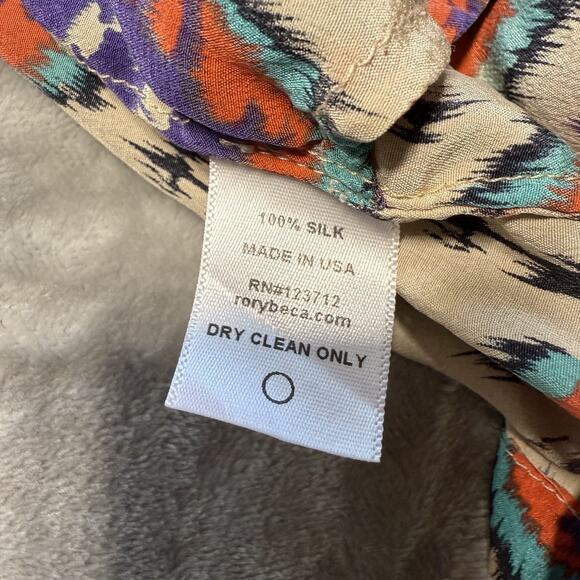 100% SILK
MADE IN USA
RN#123712
rorybeca.com
DRY CLEAN ONLY